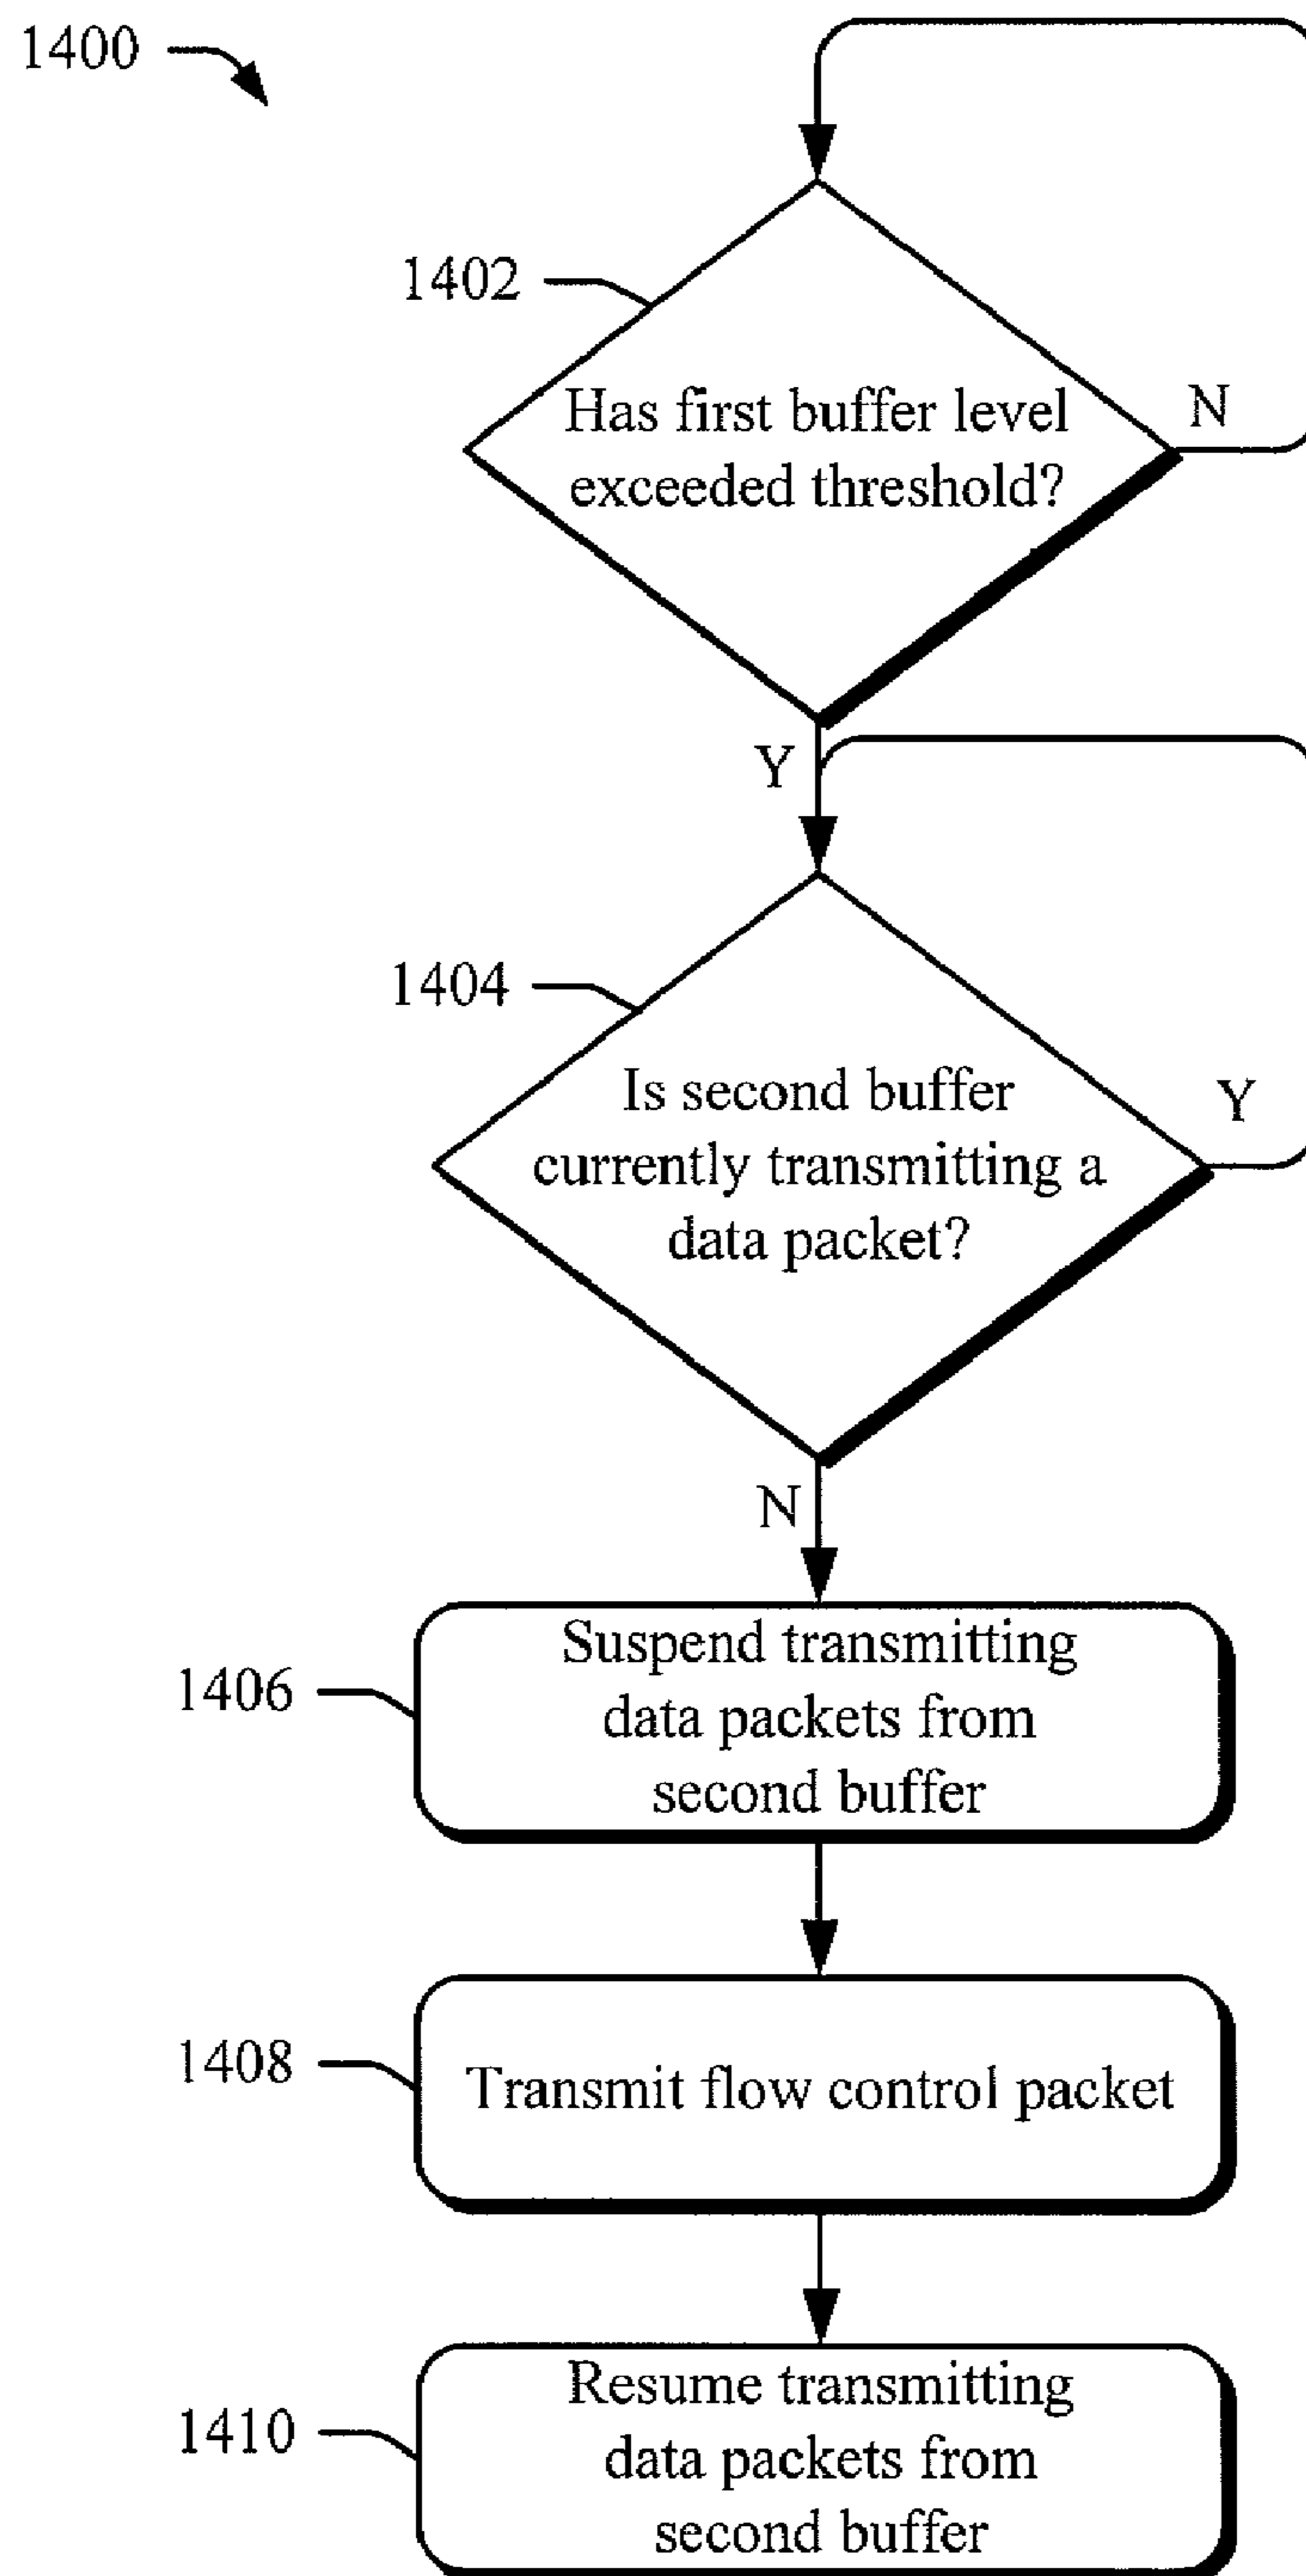 1400
1402
Has first buffer level
exceeded threshold?
N
Y
1404
Is second buffer
currently transmitting a
data packet?
Y
N
1406
Suspend transmitting
data packets from
second buffer
1408
Transmit flow control packet
1410
Resume transmitting
data packets from
second buffer